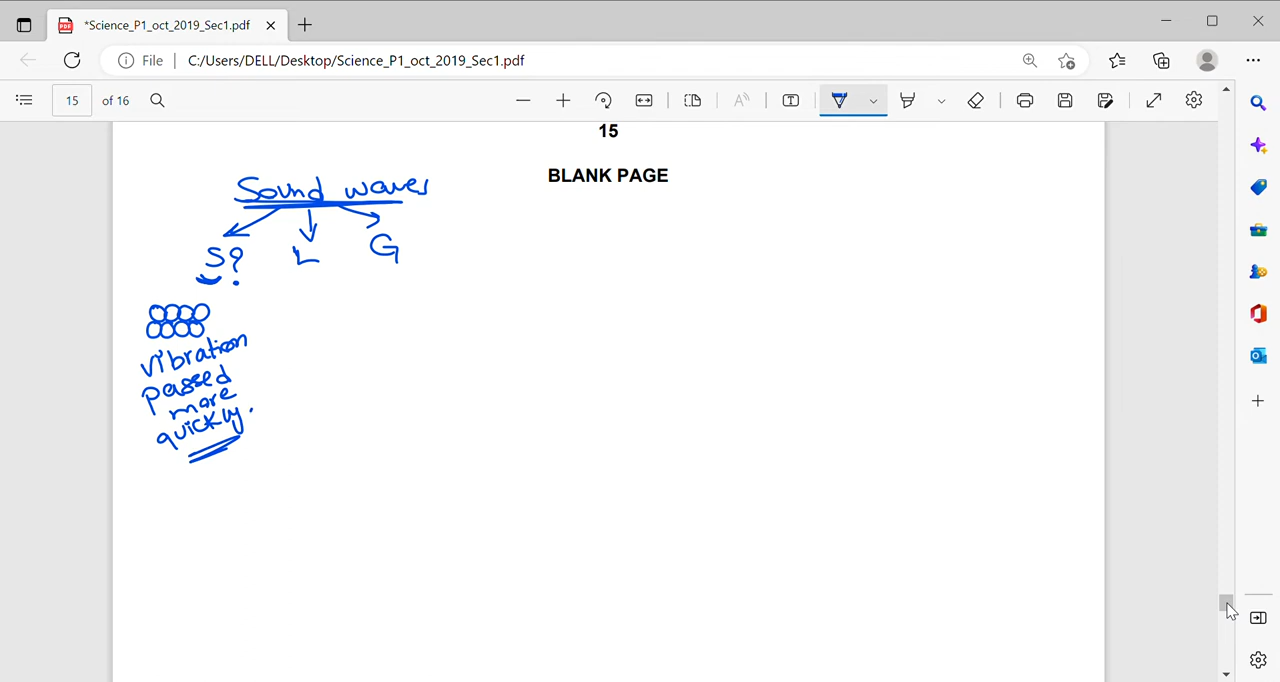 *Science_P1_oct_2019_Sec1.pdf
File C:/Users/DELL/Desktop/Science_P1_oct_2019_Sec1.pdf
15 of 16
15
BLANK PAGE
Sound waves
S? L G
vibration
passed
more
quickly.